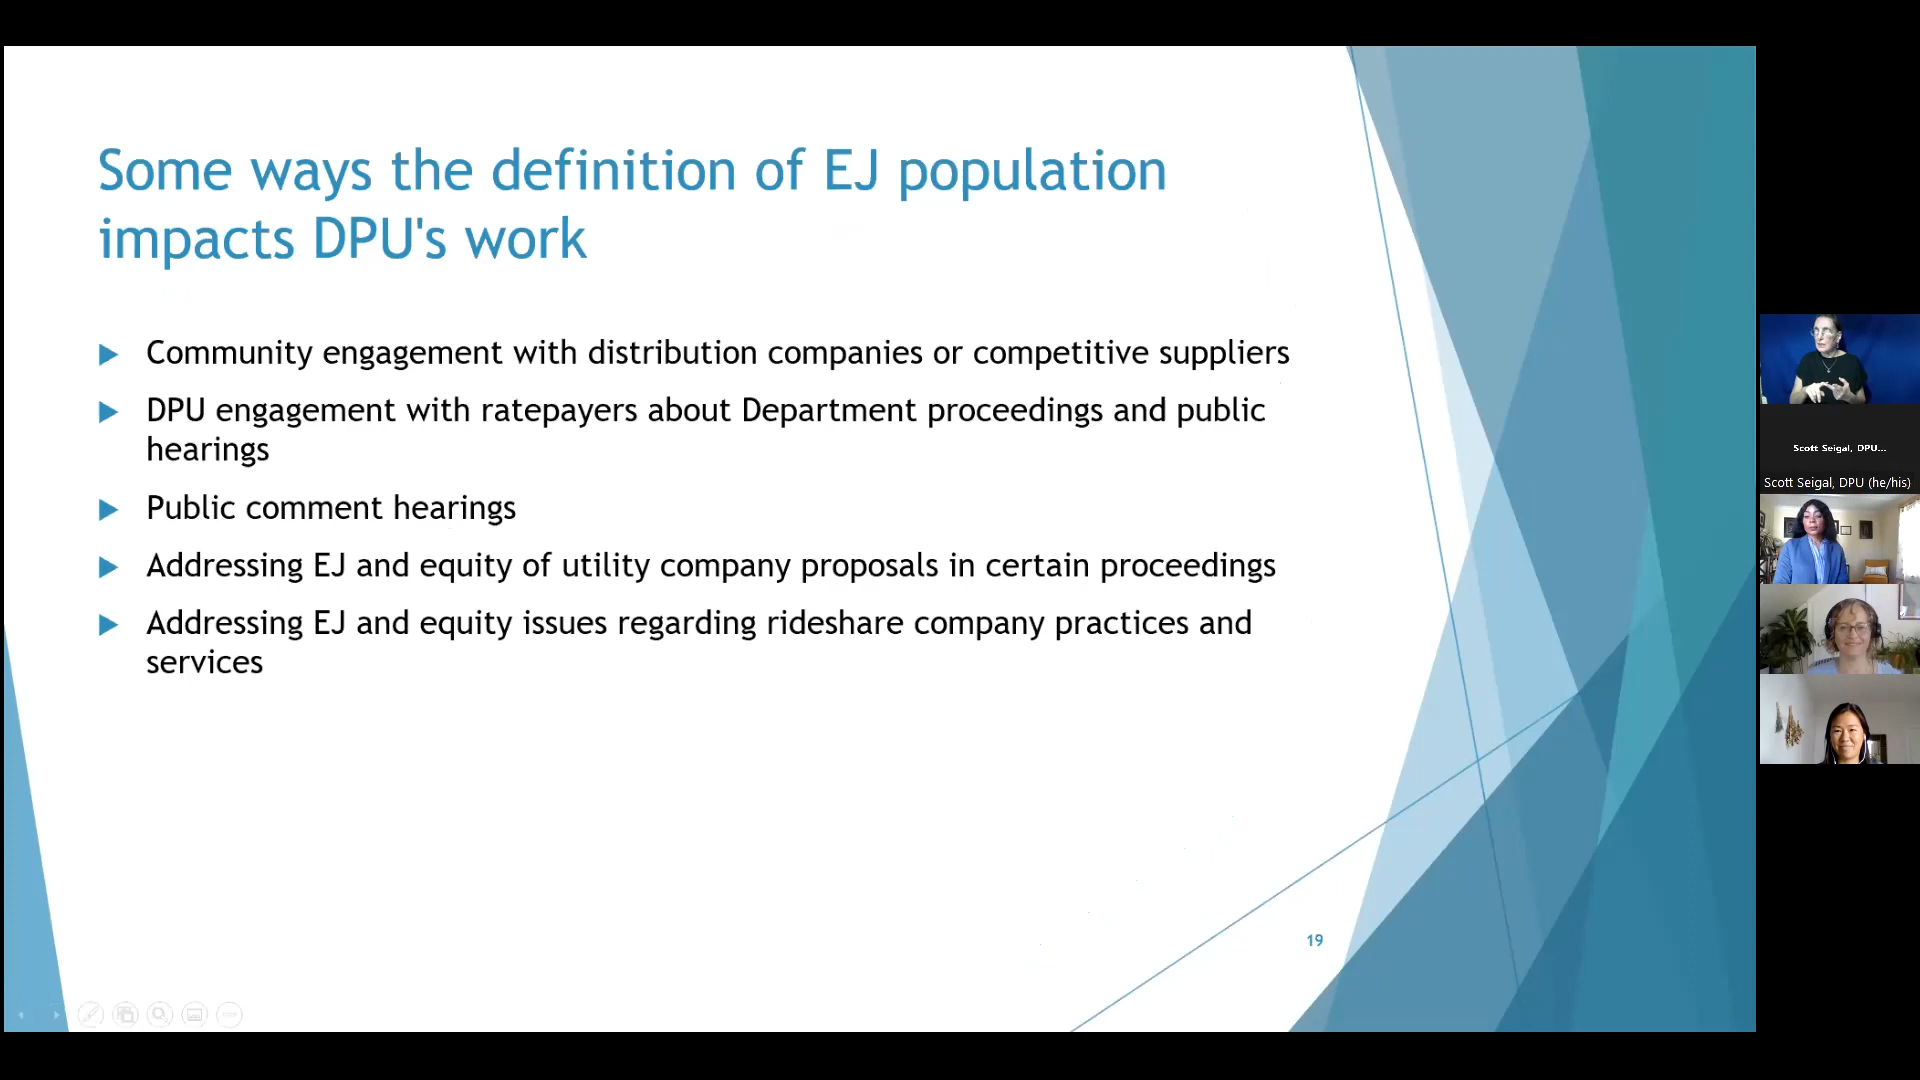 Some ways the definition of EJ population
impacts DPU's work
Community engagement with distribution companies or competitive suppliers
DPU engagement with ratepayers about Department proceedings and public
hearings
Public comment hearings
Addressing EJ and equity of utility company proposals in certain proceedings
Addressing EJ and equity issues regarding rideshare company practices and
services
19
Scott Seigal, DPU...
Scott Seigal, DPU (he/his)